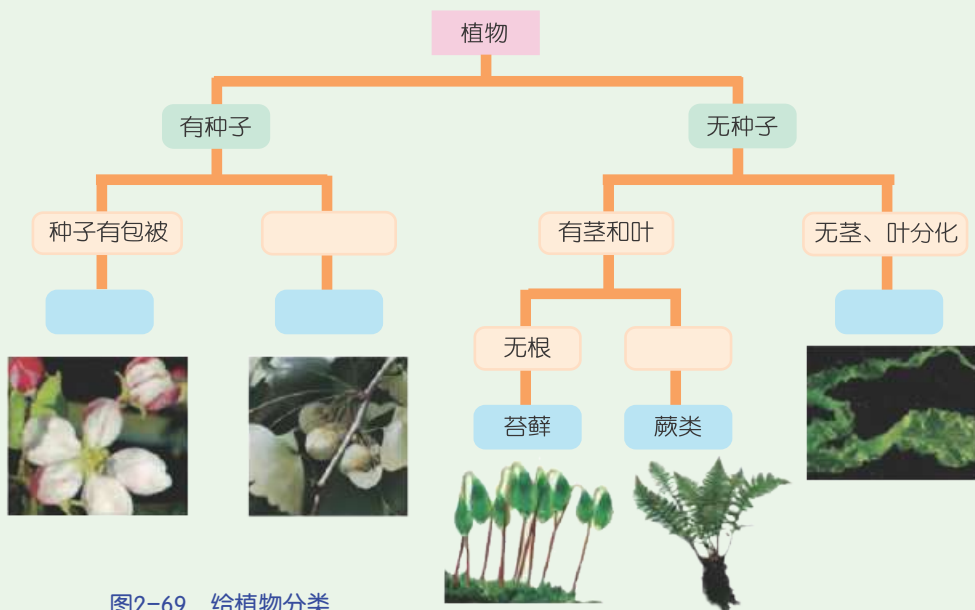 植物
有种子
无种子
种子有包被
有茎和叶
无茎、叶分化
无根
苔藓
蕨类
图2-69 给植物分类